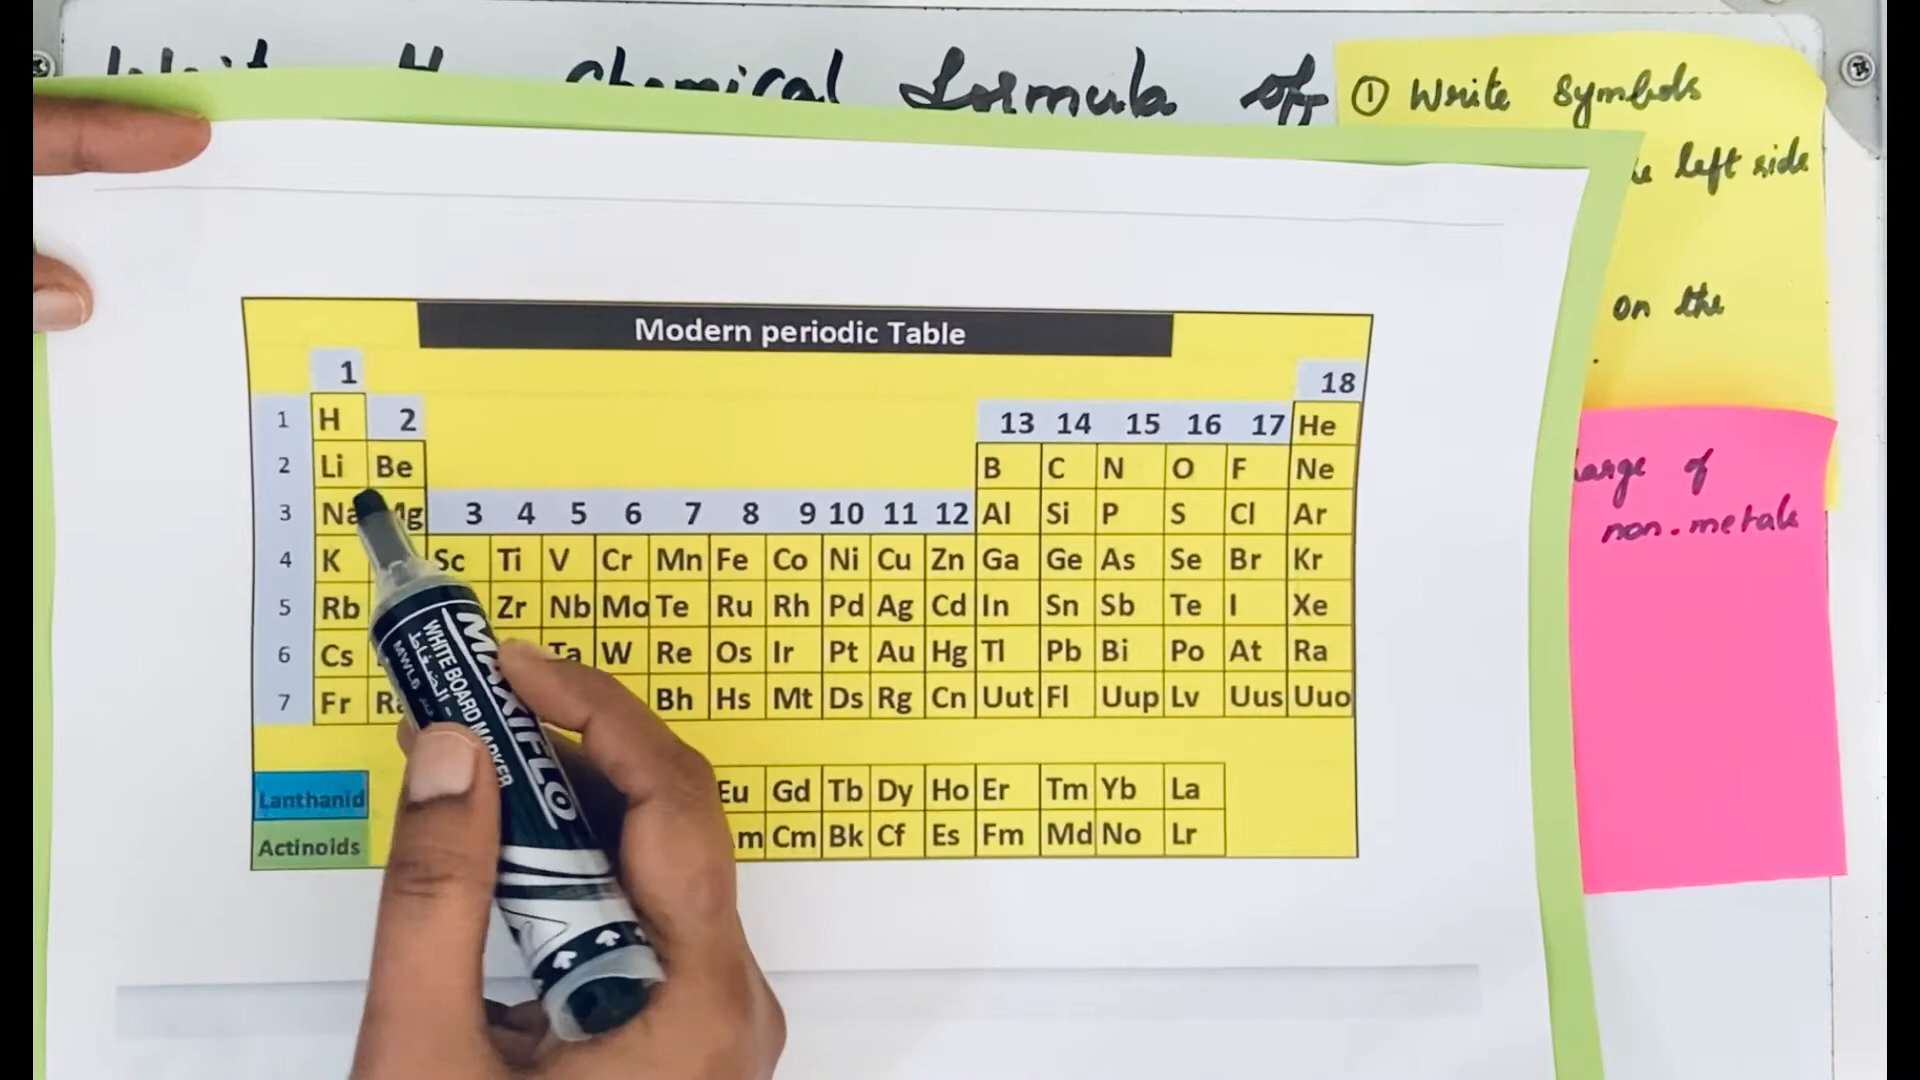 chemical formula of
① Write symbols
left side
on the
of
non-metals
Modern periodic Table
1 18
1 H 2 13 14 15 16 17 He
2 Li Be B C N O F Ne
3 Na Mg 3 4 5 6 7 8 9 10 11 12 Al Si P S Cl Ar
4 K Sc Ti V Cr Mn Fe Co Ni Cu Zn Ga Ge As Se Br Kr
5 Rb Zr Nb Mo Te Ru Rh Pd Ag Cd In Sn Sb Te I Xe
6 Cs Ta W Re Os Ir Pt Au Hg Tl Pb Bi Po At Ra
7 Fr Bh Hs Mt Ds Rg Cn Uut Fl Uup Lv Uus Uuo
Lanthanid Eu Gd Tb Dy Ho Er Tm Yb La
Actinoids Cm Bk Cf Es Fm Md No Lr
MAXIFLO
WHITE BOARD MARKER